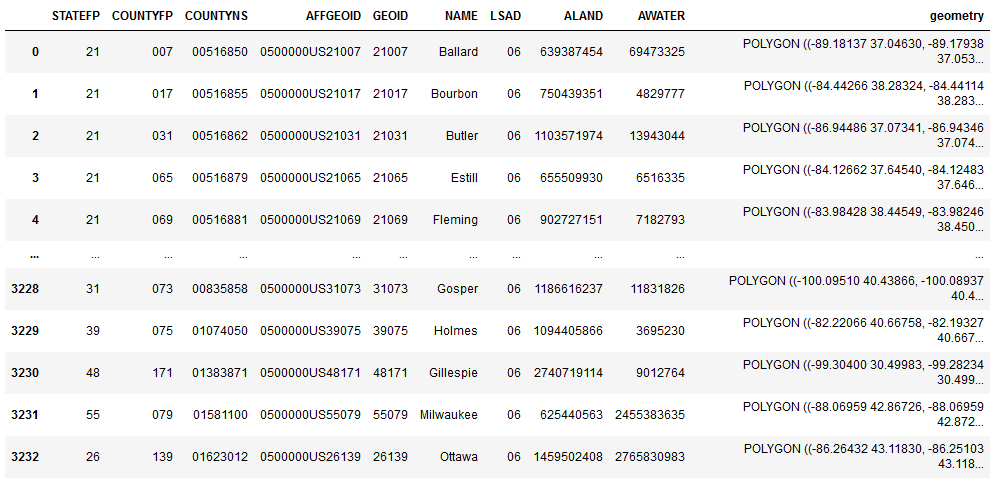 STATEFP COUNTYFP COUNTYNS AFFGEOID GEOID NAME LSAD ALAND AWATER geometry
0 21 007 00516850 0500000US21007 21007 Ballard 06 639387454 69473325 POLYGON ((-89.18137 37.04630, -89.17938
37.053...
1 21 017 00516855 0500000US21017 21017 Bourbon 06 750439351 4829777 POLYGON ((-84.44266 38.28324, -84.44114
38.283...
2 21 031 00516862 0500000US21031 21031 Butler 06 1103571974 13943044 POLYGON ((-86.94486 37.07341, -86.94346
37.074...
3 21 065 00516879 0500000US21065 21065 Estill 06 655509930 6516335 POLYGON ((-84.12662 37.64540, -84.12483
37.646...
4 21 069 00516881 0500000US21069 21069 Fleming 06 902727151 7182793 POLYGON ((-83.98428 38.44549, -83.98246
38.450...
... ... ... ... ... ... ... ... ... ... ...
3228 31 073 00835858 0500000US31073 31073 Gosper 06 1186616237 11831826 POLYGON ((-100.09510 40.43866, -100.08937
40.4...
3229 39 075 01074050 0500000US39075 39075 Holmes 06 1094405866 3695230 POLYGON ((-82.22066 40.66758, -82.19327
40.667...
3230 48 171 01383871 0500000US48171 48171 Gillespie 06 2740719114 9012764 POLYGON ((-99.30400 30.49983, -99.28234
30.499...
3231 55 079 01581100 0500000US55079 55079 Milwaukee 06 625440563 2455383635 POLYGON ((-88.06959 42.86726, -88.06959
42.872...
3232 26 139 01623012 0500000US26139 26139 Ottawa 06 1459502408 2765830983 POLYGON ((-86.26432 43.11830, -86.25103
43.118...